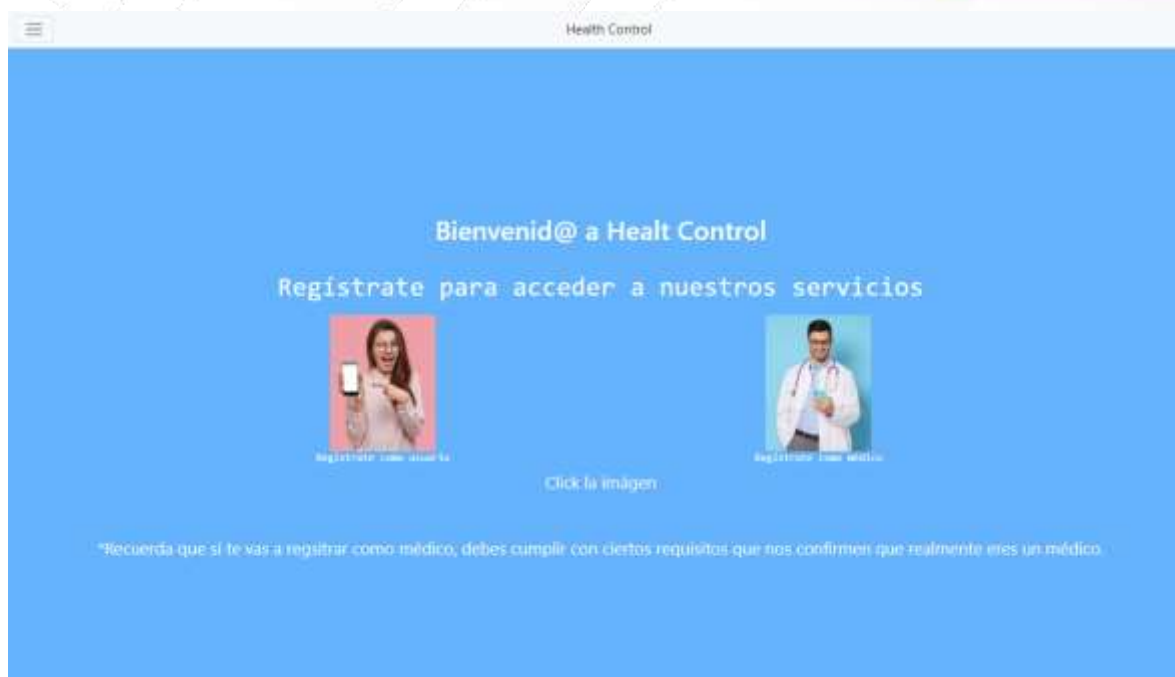 Health Control
Bienvenid@ a Healt Control
Regístrate para acceder a nuestros servicios
Regístrate como usuario
Regístrate como médico
Click la imágen
*Recuerda que si te vas a regsitrar como médico, debes cumplir con ciertos requisitos que nos confirmen que realmente eres un médico.